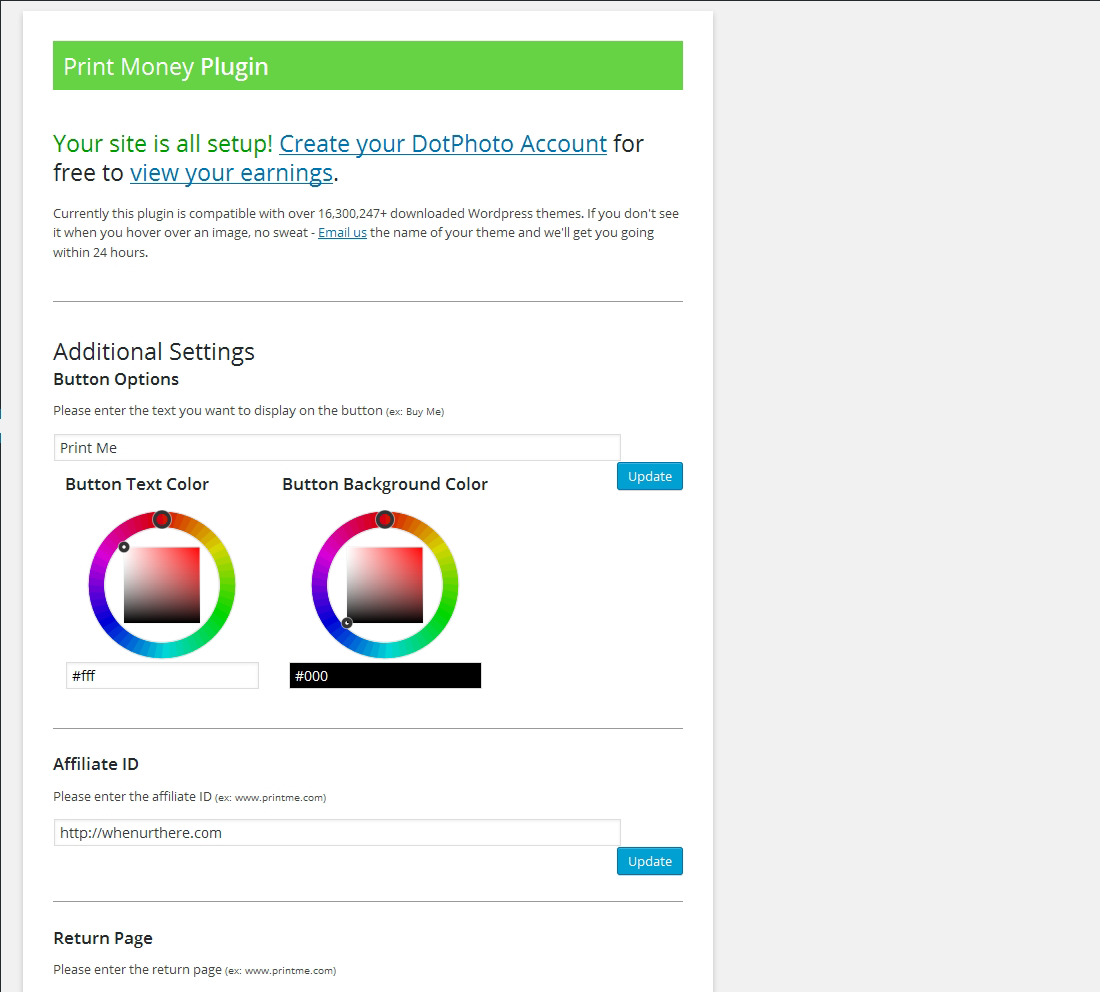 Print Money Plugin
Your site is all setup! Create your DotPhoto Account for
free to view your earnings.
Currently this plugin is compatible with over 16,300,247+ downloaded Wordpress themes. If you don't see
it when you hover over an image, no sweat - Email us the name of your theme and we'll get you going
within 24 hours.
Additional Settings
Button Options
Please enter the text you want to display on the button (ex: Buy Me)
Print Me
Update
Button Text Color
Button Background Color
#fff
#000
Affiliate ID
Please enter the affiliate ID (ex: www.printme.com)
http://whenurthere.com
Update
Return Page
Please enter the return page (ex: www.printme.com)